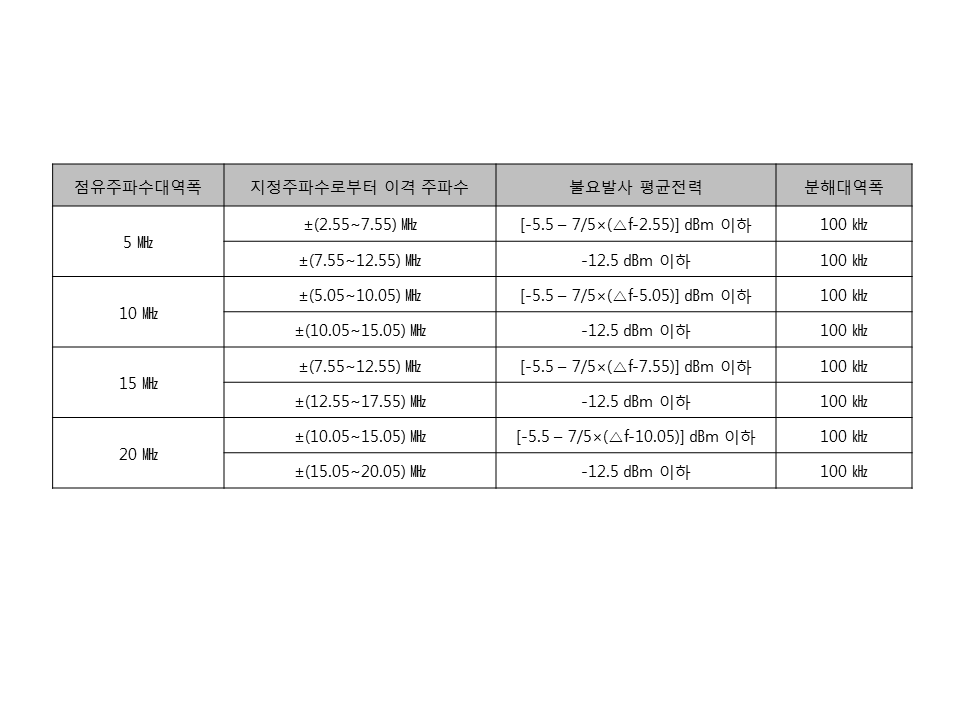 점유주파수대역폭 지정주파수로부터 이격 주파수 불요발사 평균전력 분해대역폭
5 ㎒
±(2.55~7.55) ㎒ [-5.5 – 7/5×(△f-2.55)] dBm 이하 100 ㎑
±(7.55~12.55) ㎒ -12.5 dBm 이하 100 ㎑
10 ㎒
±(5.05~10.05) ㎒ [-5.5 – 7/5×(△f-5.05)] dBm 이하 100 ㎑
±(10.05~15.05) ㎒ -12.5 dBm 이하 100 ㎑
15 ㎒
±(7.55~12.55) ㎒ [-5.5 – 7/5×(△f-7.55)] dBm 이하 100 ㎑
±(12.55~17.55) ㎒ -12.5 dBm 이하 100 ㎑
20 ㎒
±(10.05~15.05) ㎒ [-5.5 – 7/5×(△f-10.05)] dBm 이하 100 ㎑
±(15.05~20.05) ㎒ -12.5 dBm 이하 100 ㎑